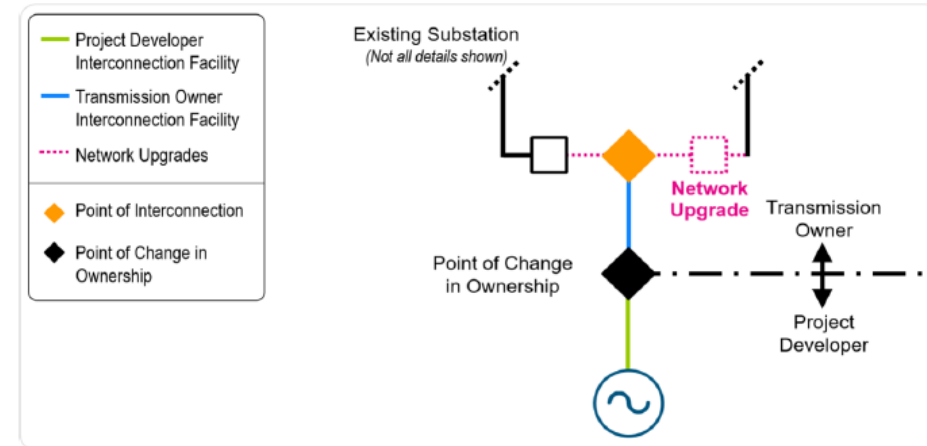 Project Developer
Interconnection Facility
Transmission Owner
Interconnection Facility
Network Upgrades
Point of Interconnection
Point of Change in
Ownership
Existing Substation
(Not all details shown)
Network
Upgrade
Transmission
Owner
Point of Change
in Ownership
Project
Developer